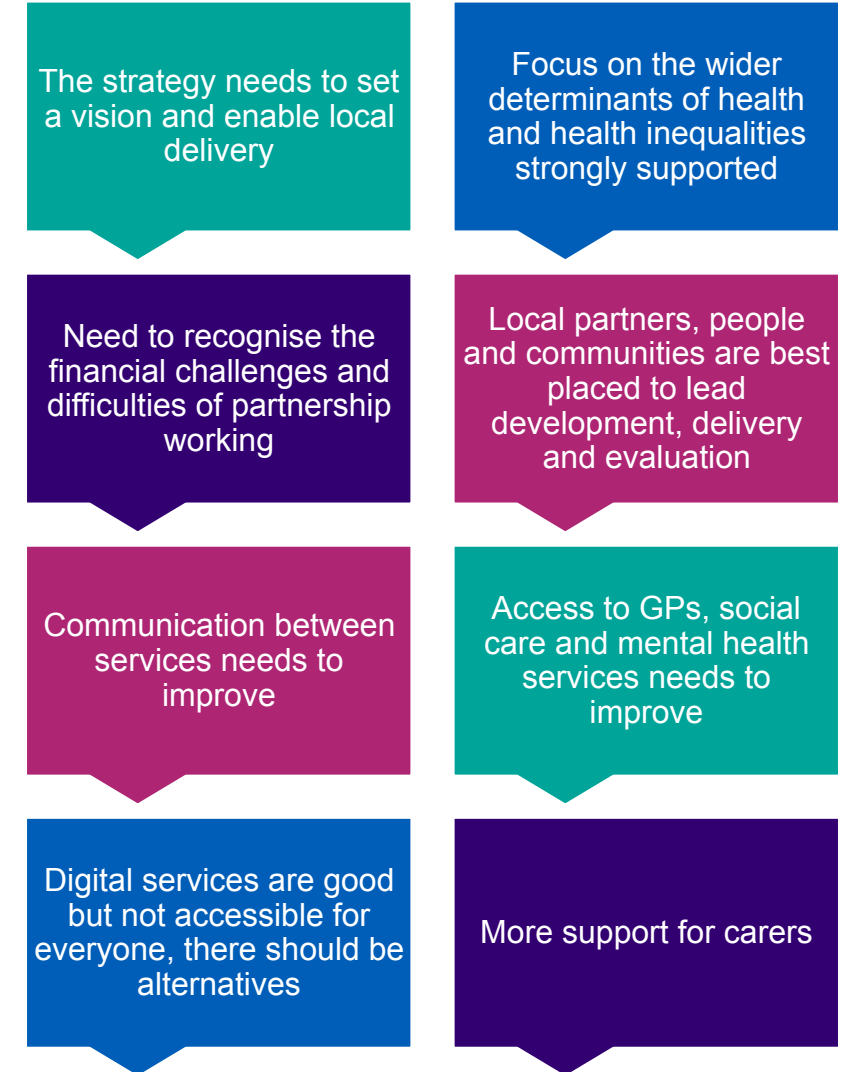 The strategy needs to set
a vision and enable local
delivery
Focus on the wider
determinants of health
and health inequalities
strongly supported
Need to recognise the
financial challenges and
difficulties of partnership
working
Local partners, people
and communities are best
placed to lead
development, delivery
and evaluation
Communication between
services needs to
improve
Access to GPs, social
care and mental health
services needs to
improve
Digital services are good
but not accessible for
everyone, there should be
alternatives
More support for carers